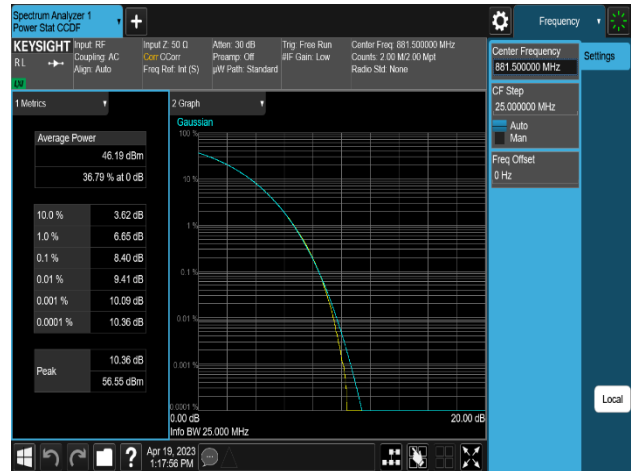 Spectrum Analyzer 1
Power Stat CCDF
Frequency
KEYSIGHT
RL
LNI
Input: RF
Coupling: AC
Align: Auto
Input Z: 50 Ω
Corr CCorr
Freq Ref: Int (S)
Atten: 30 dB
Preamp: Off
µW Path: Standard
Trig: Free Run
#IF Gain: Low
Center Freq: 881.500000 MHz
Counts: 2.00 M/2.00 Mpt
Radio Std: None
Center Frequency
881.500000 MHz
Settings
CF Step
25.000000 MHz
Auto
Man
Freq Offset
0 Hz
1 Metrics
Average Power
46.19 dBm
36.79 % at 0 dB
10.0 % 3.62 dB
1.0 % 6.65 dB
0.1 % 8.40 dB
0.01 % 9.41 dB
0.001 % 10.09 dB
0.0001 % 10.36 dB
Peak
10.36 dB
56.55 dBm
2 Graph
Gaussian
100 %
10 %
1 %
0.1 %
0.01 %
0.001 %
0.0001 %
0.00 dB
20.00 dB
Info BW 25.000 MHz
Local
?
Apr 19, 2023
1:17:56 PM